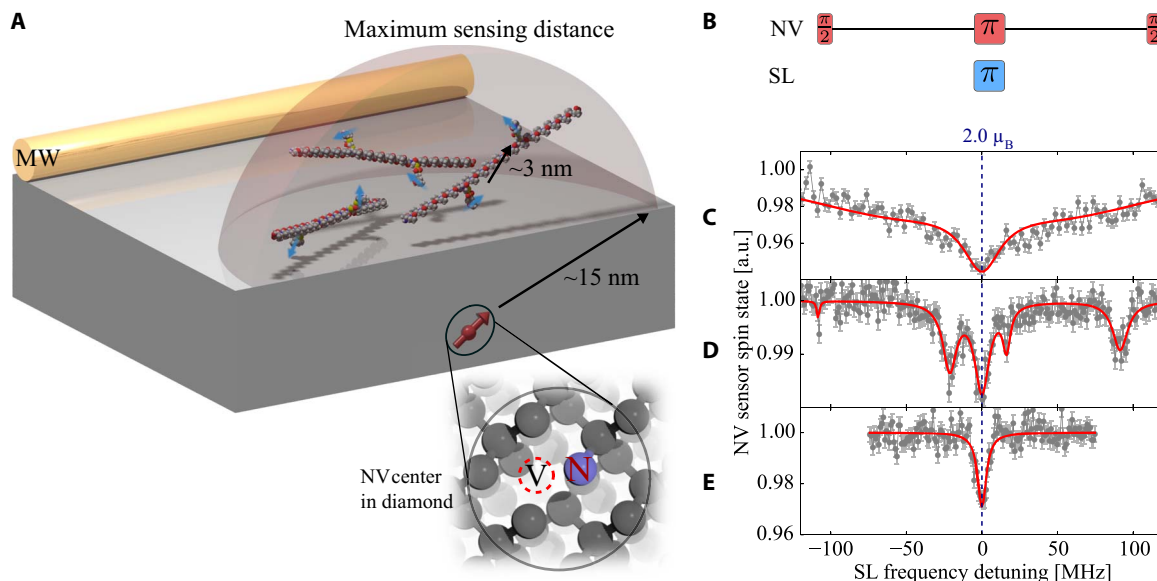 A
Maximum sensing distance
MW
~3 nm
~15 nm
V N
NV center
in diamond
B
NV π/2 π π/2
SL π
2.0 μB
C
1.00
0.98
0.96
D
1.00
0.99
E
1.00
0.98
0.96
NV sensor spin state [a.u.]
−100 −50 0 50 100
SL frequency detuning [MHz]